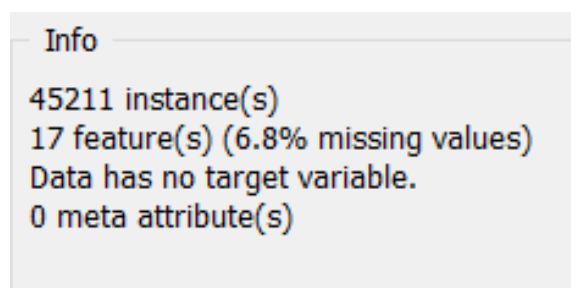 Info
45211 instance(s)
17 feature(s) (6.8% missing values)
Data has no target variable.
0 meta attribute(s)